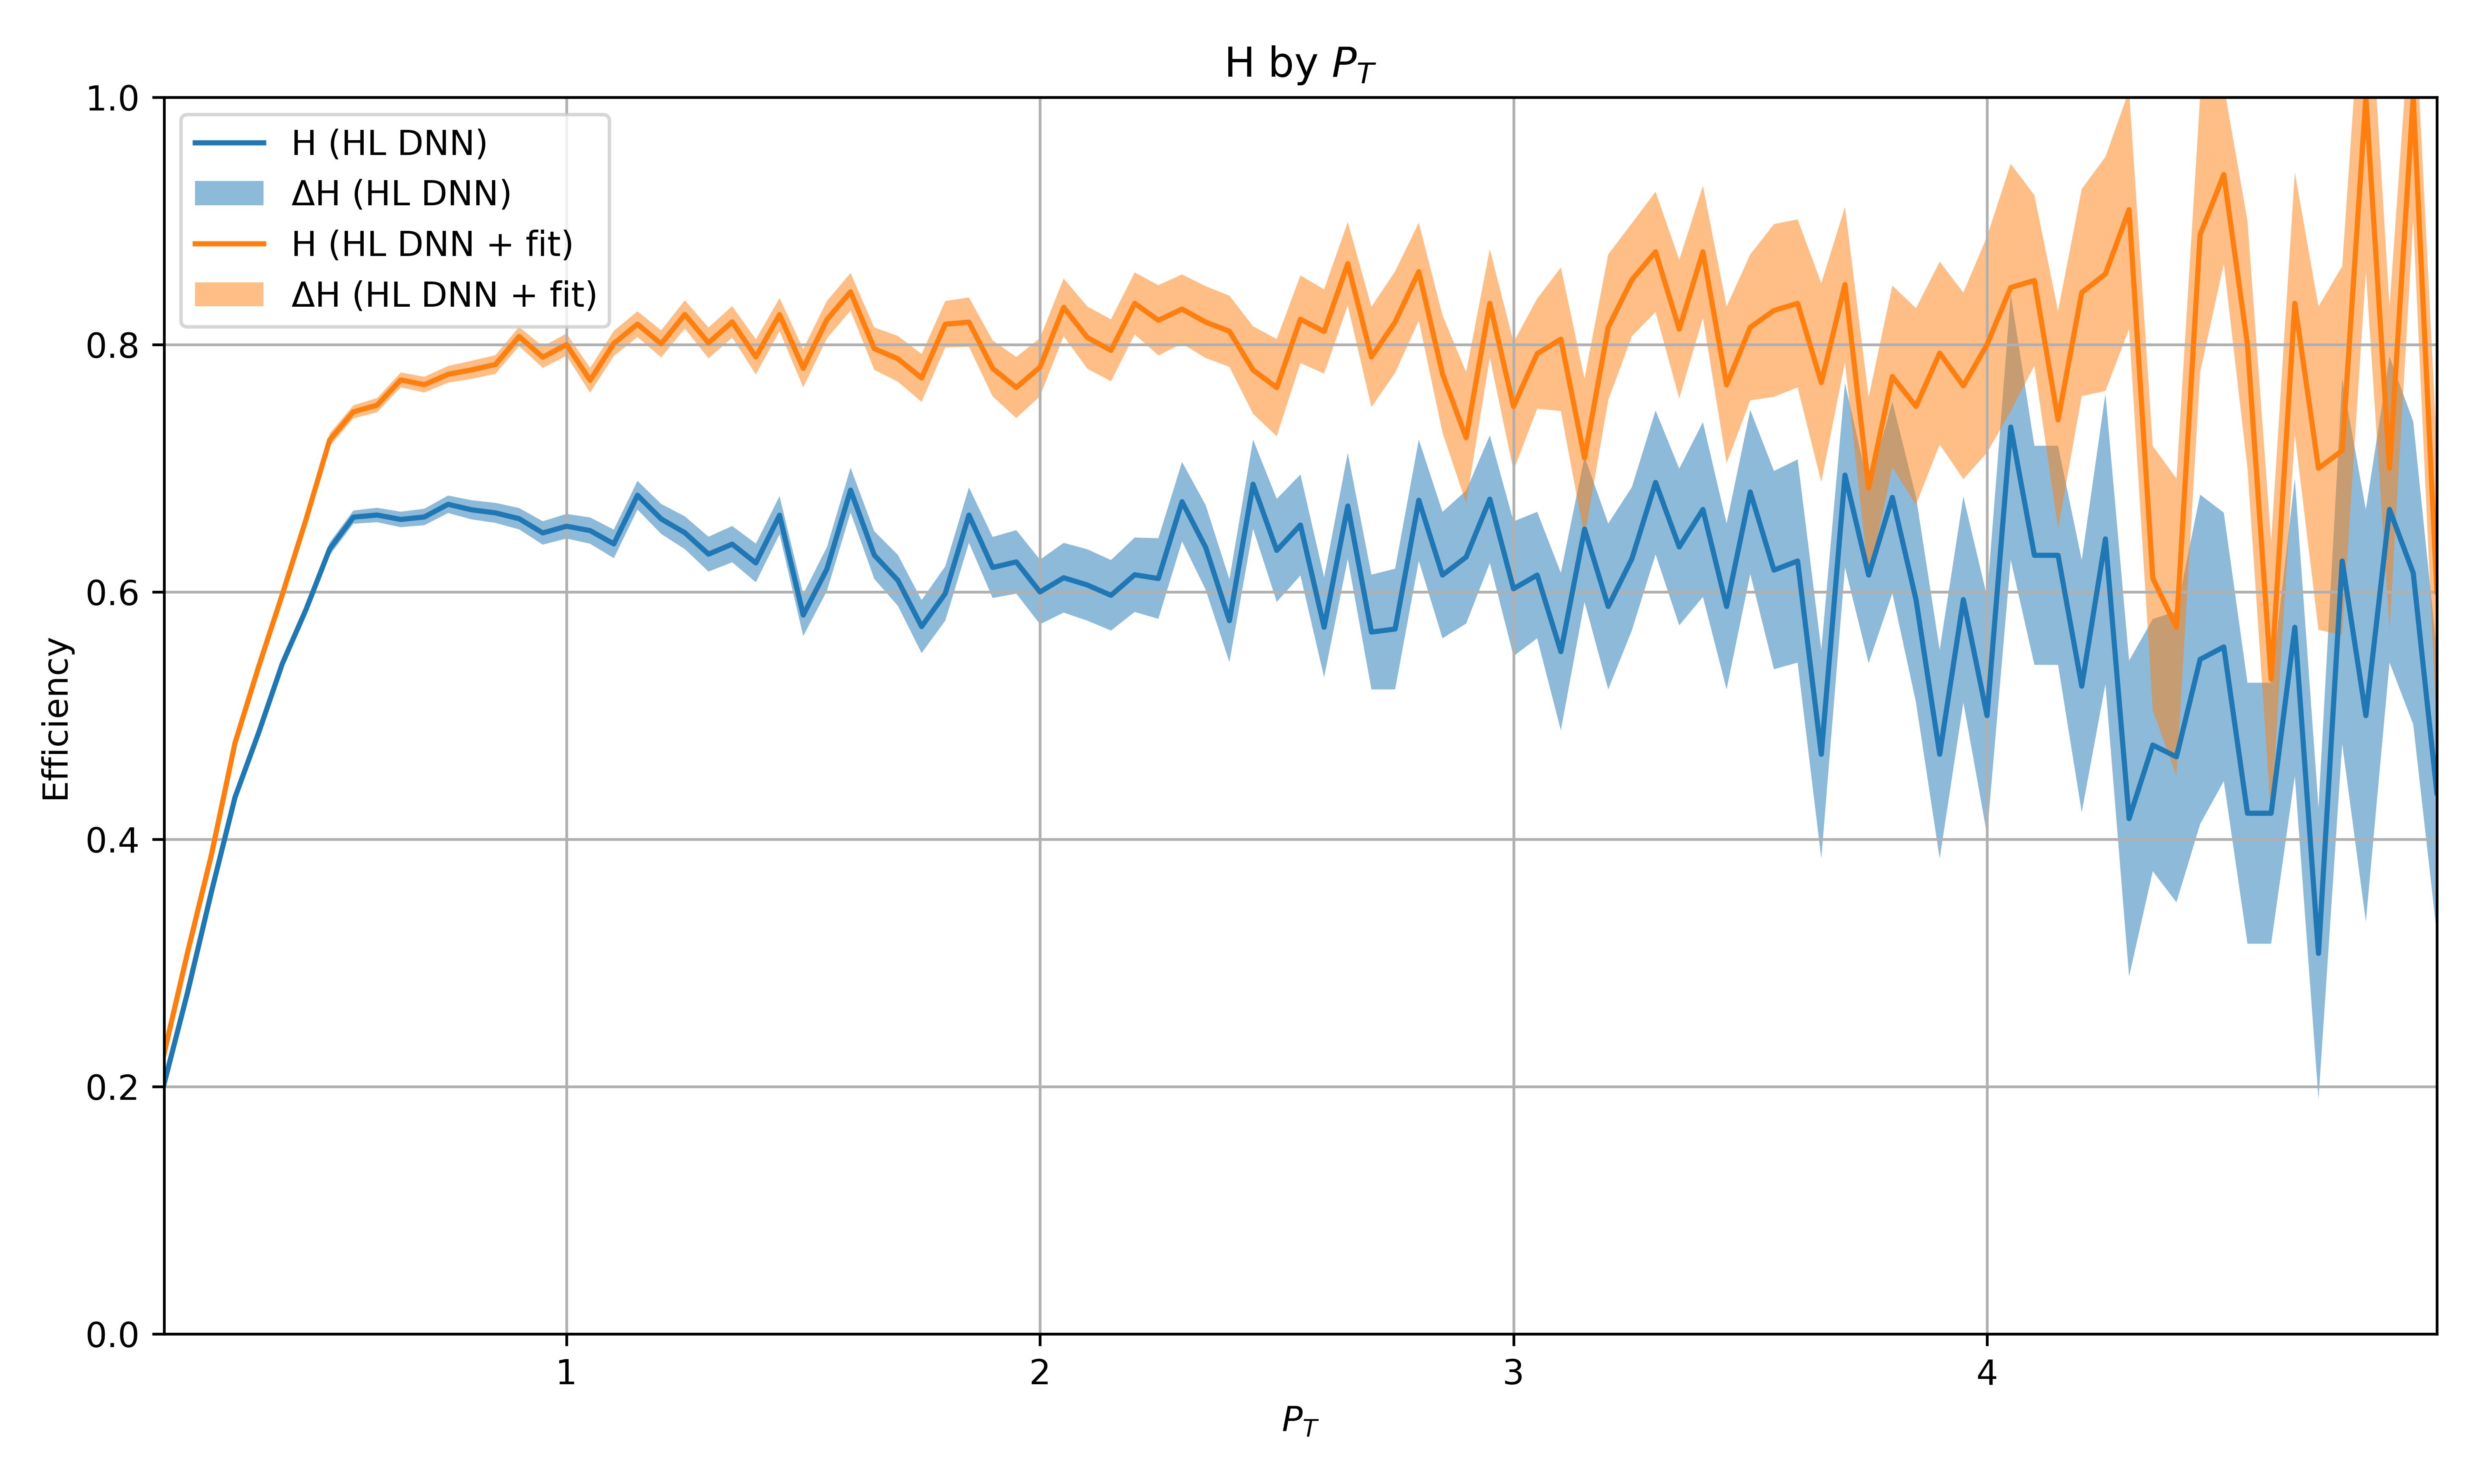 H by P_T
1.0
0.8
0.6
0.4
0.2
0.0
Efficiency
H (HL DNN)
ΔH (HL DNN)
H (HL DNN + fit)
ΔH (HL DNN + fit)
1 2 3 4
P_T